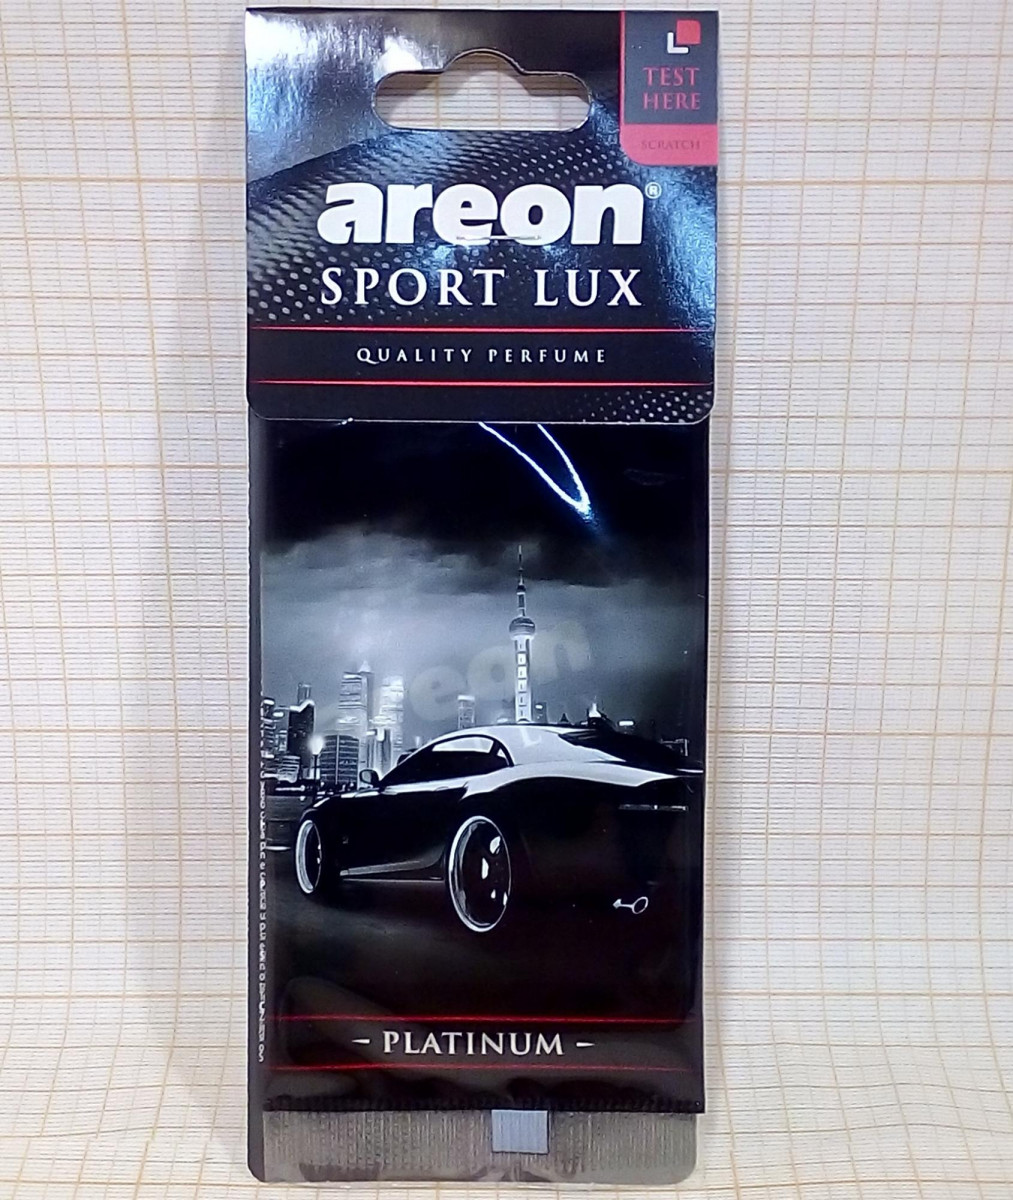 TEST
HERE
SCRATCH
areon®
SPORT LUX
QUALITY PERFUME
areon
- PLATINUM -